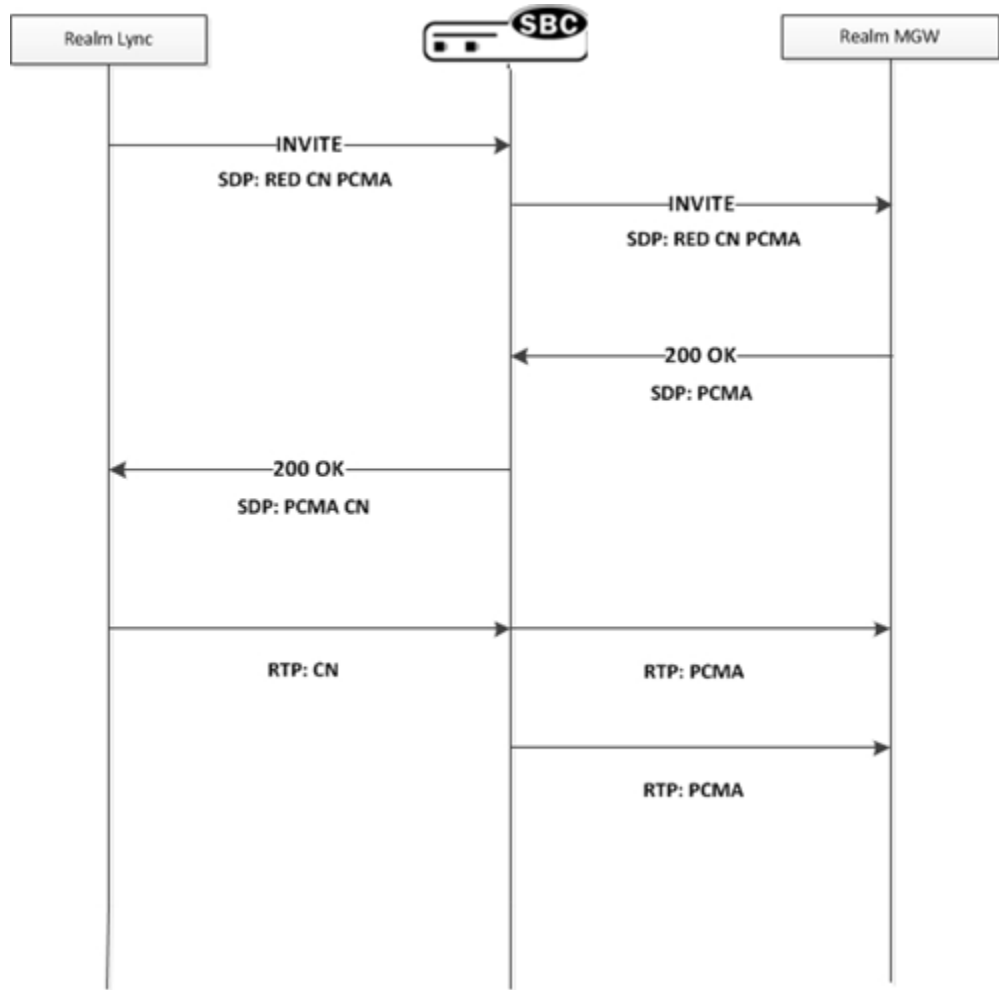 Realm Lync
SBC
Realm MGW
INVITE
SDP: RED CN PCMA
INVITE
SDP: RED CN PCMA
200 OK
SDP: PCMA
200 OK
SDP: PCMA CN
RTP: CN
RTP: PCMA
RTP: PCMA